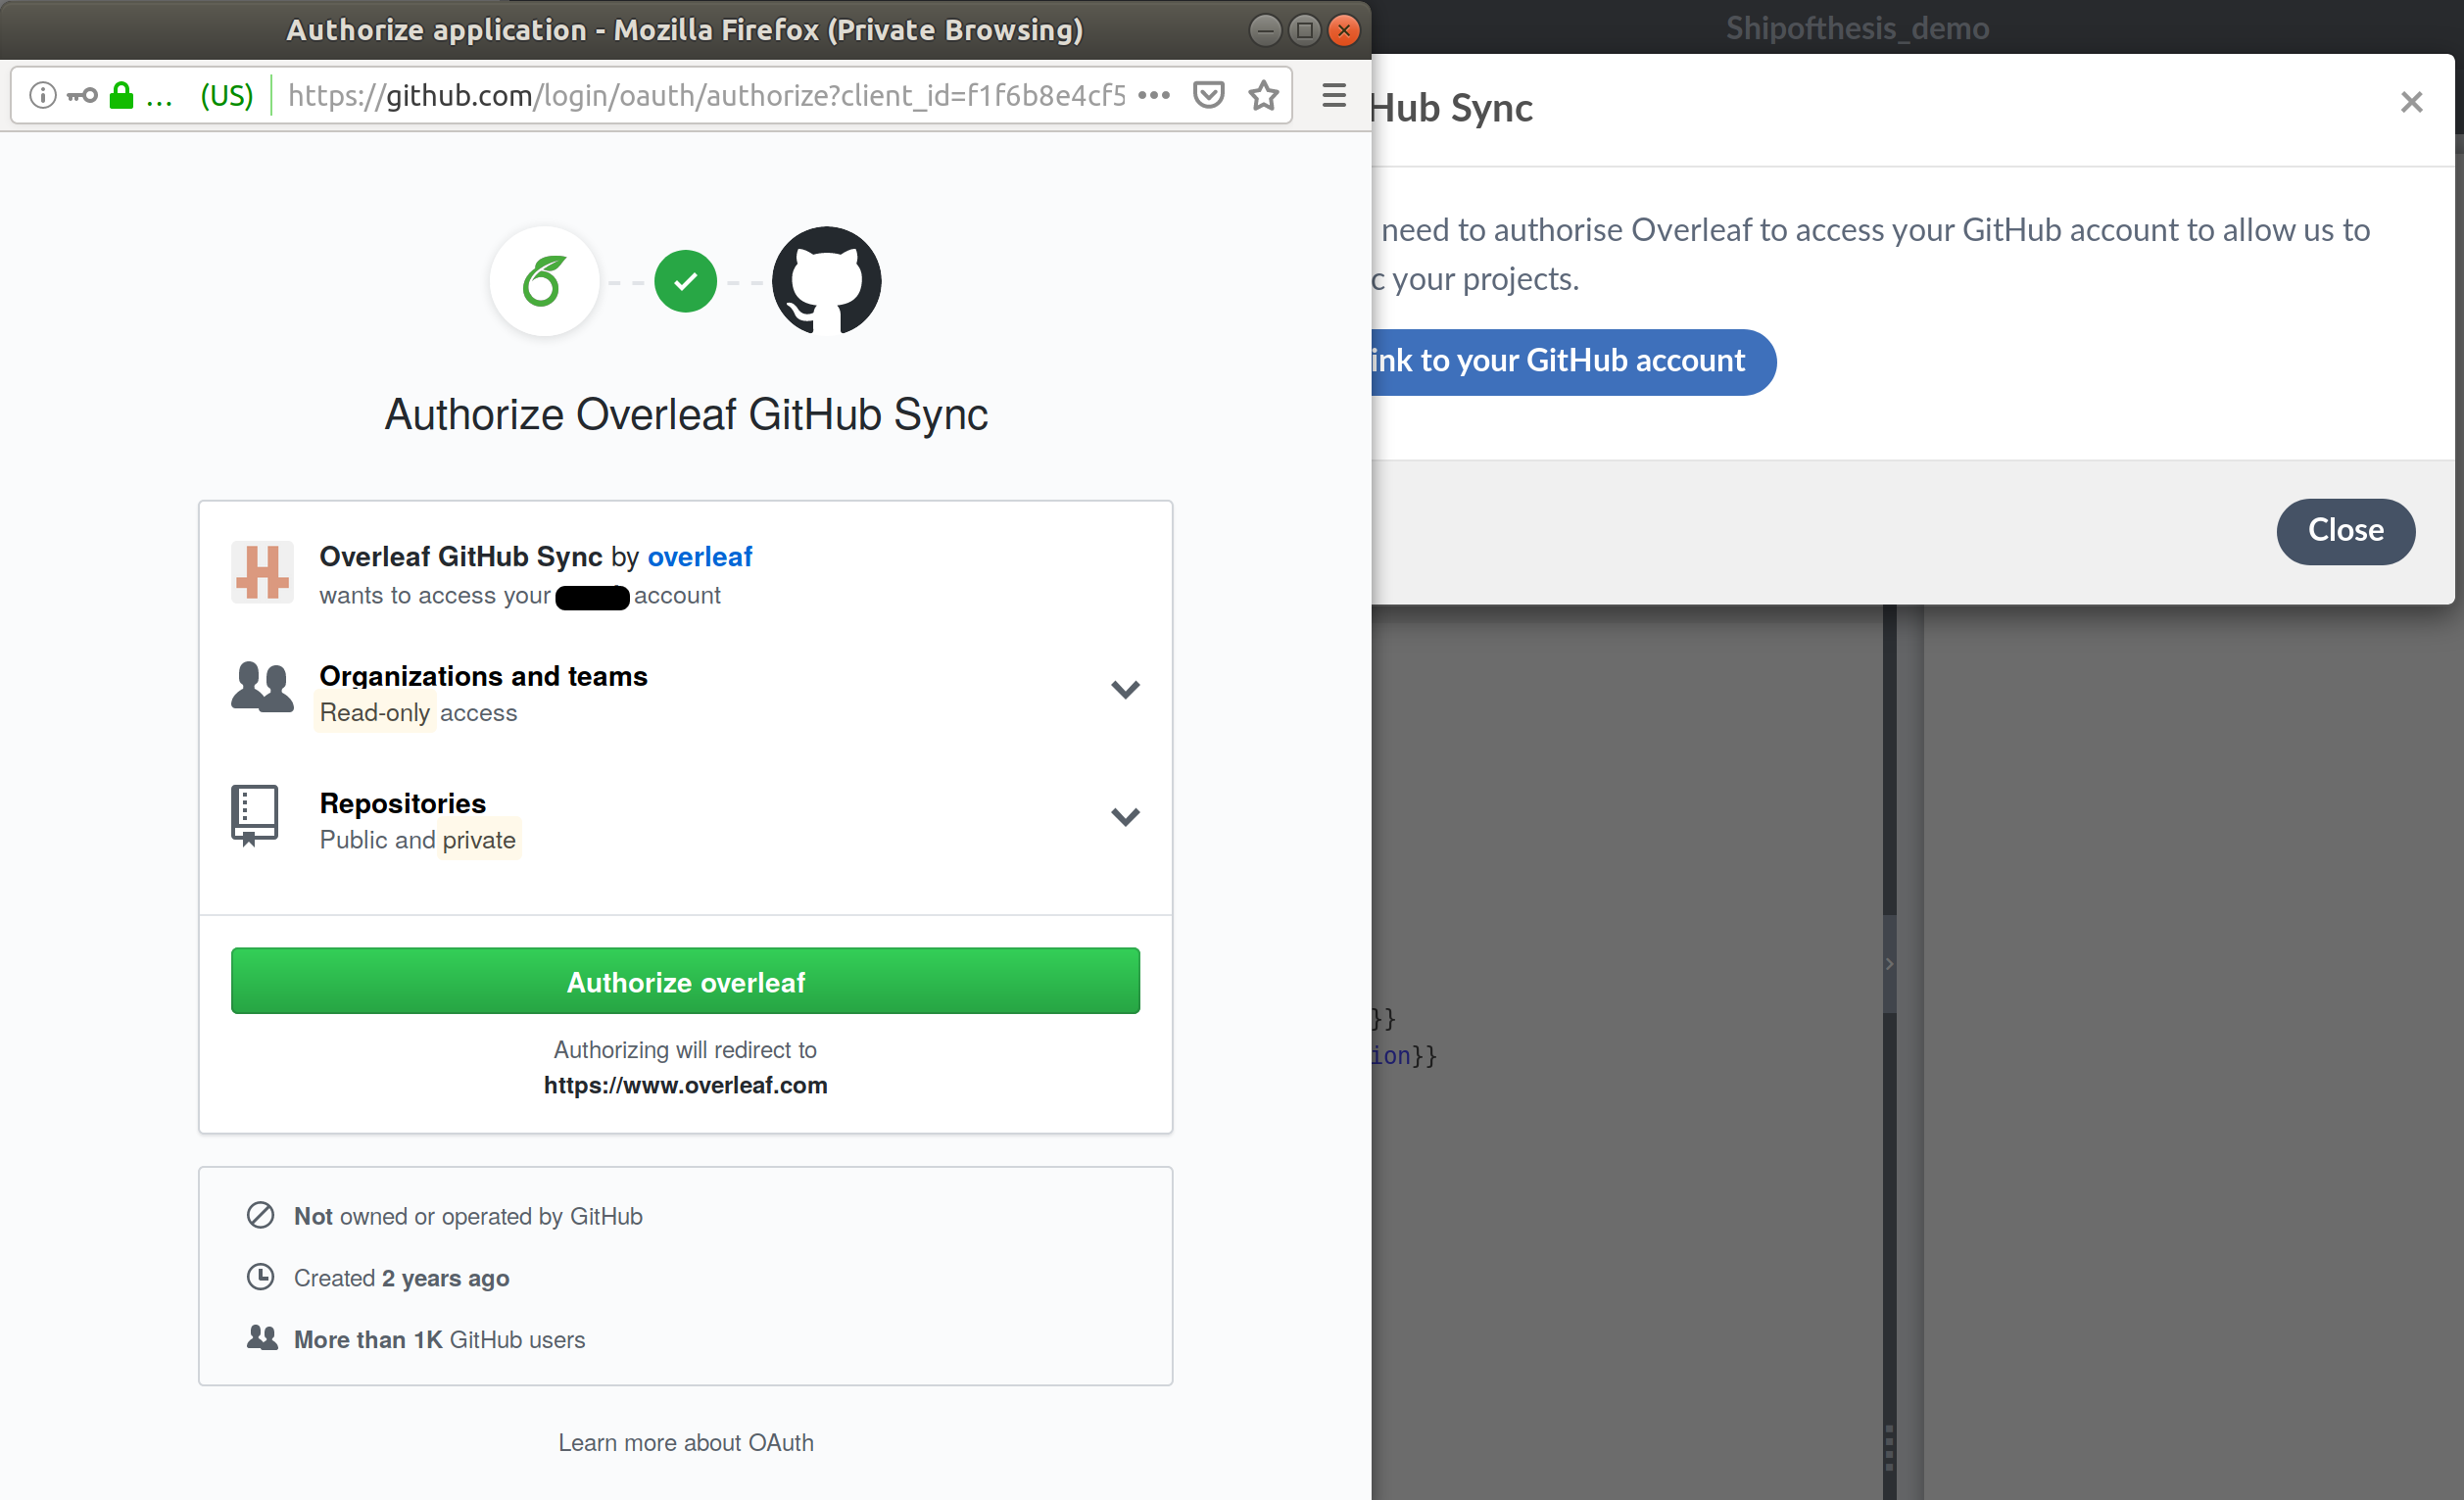 Authorize application - Mozilla Firefox (Private Browsing)
... (US) https://github.com/login/oauth/authorize?client_id=f1f6b8e4cf5
Authorize Overleaf GitHub Sync
Overleaf GitHub Sync by overleaf
wants to access your account
Organizations and teams
Read-only access
Repositories
Public and private
Authorize overleaf
Authorizing will redirect to
https://www.overleaf.com
Not owned or operated by GitHub
Created 2 years ago
More than 1K GitHub users
Learn more about OAuth
Shipofthesis_demo
Hub Sync
need to authorise Overleaf to access your GitHub account to allow us to
c your projects.
ink to your GitHub account
Close
}}
ion}}